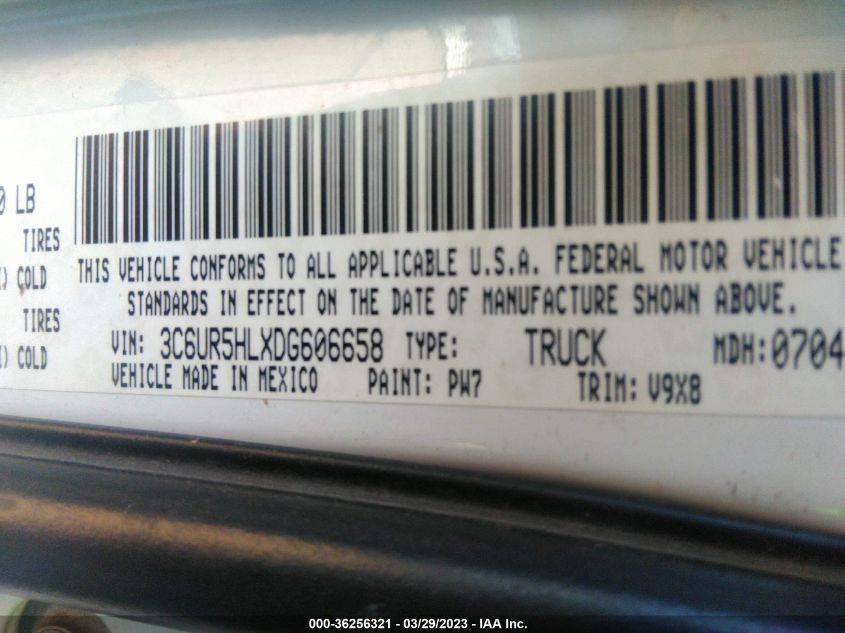 0 LB
TIRES
) COLD
TIRES
) COLD
THIS VEHICLE CONFORMS TO ALL APPLICABLE U.S.A. FEDERAL MOTOR VEHICLE
STANDARDS IN EFFECT ON THE DATE OF MANUFACTURE SHOWN ABOVE.
VIN: 3C6UR5HLXDG606658 TYPE: TRUCK MDH:0704
VEHICLE MADE IN MEXICO PAINT: PW7 TRIM: V9X8
000-36256321 - 03/29/2023 - IAA Inc.